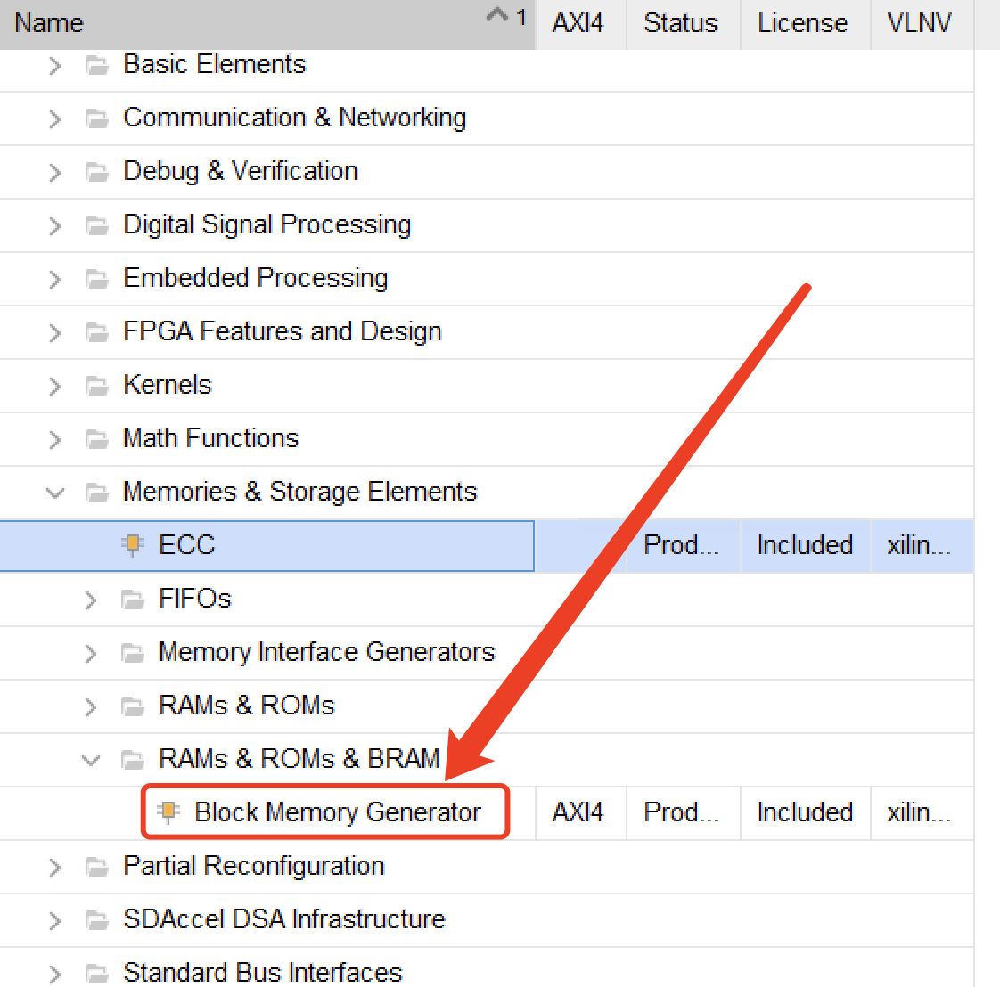 Name 1 AXI4 Status License VLNV
Basic Elements
Communication & Networking
Debug & Verification
Digital Signal Processing
Embedded Processing
FPGA Features and Design
Kernels
Math Functions
Memories & Storage Elements
ECC Prod... Included xilin...
FIFOs
Memory Interface Generators
RAMs & ROMs
RAMs & ROMs & BRAM
Block Memory Generator AXI4 Prod... Included xilin...
Partial Reconfiguration
SDAccel DSA Infrastructure
Standard Bus Interfaces